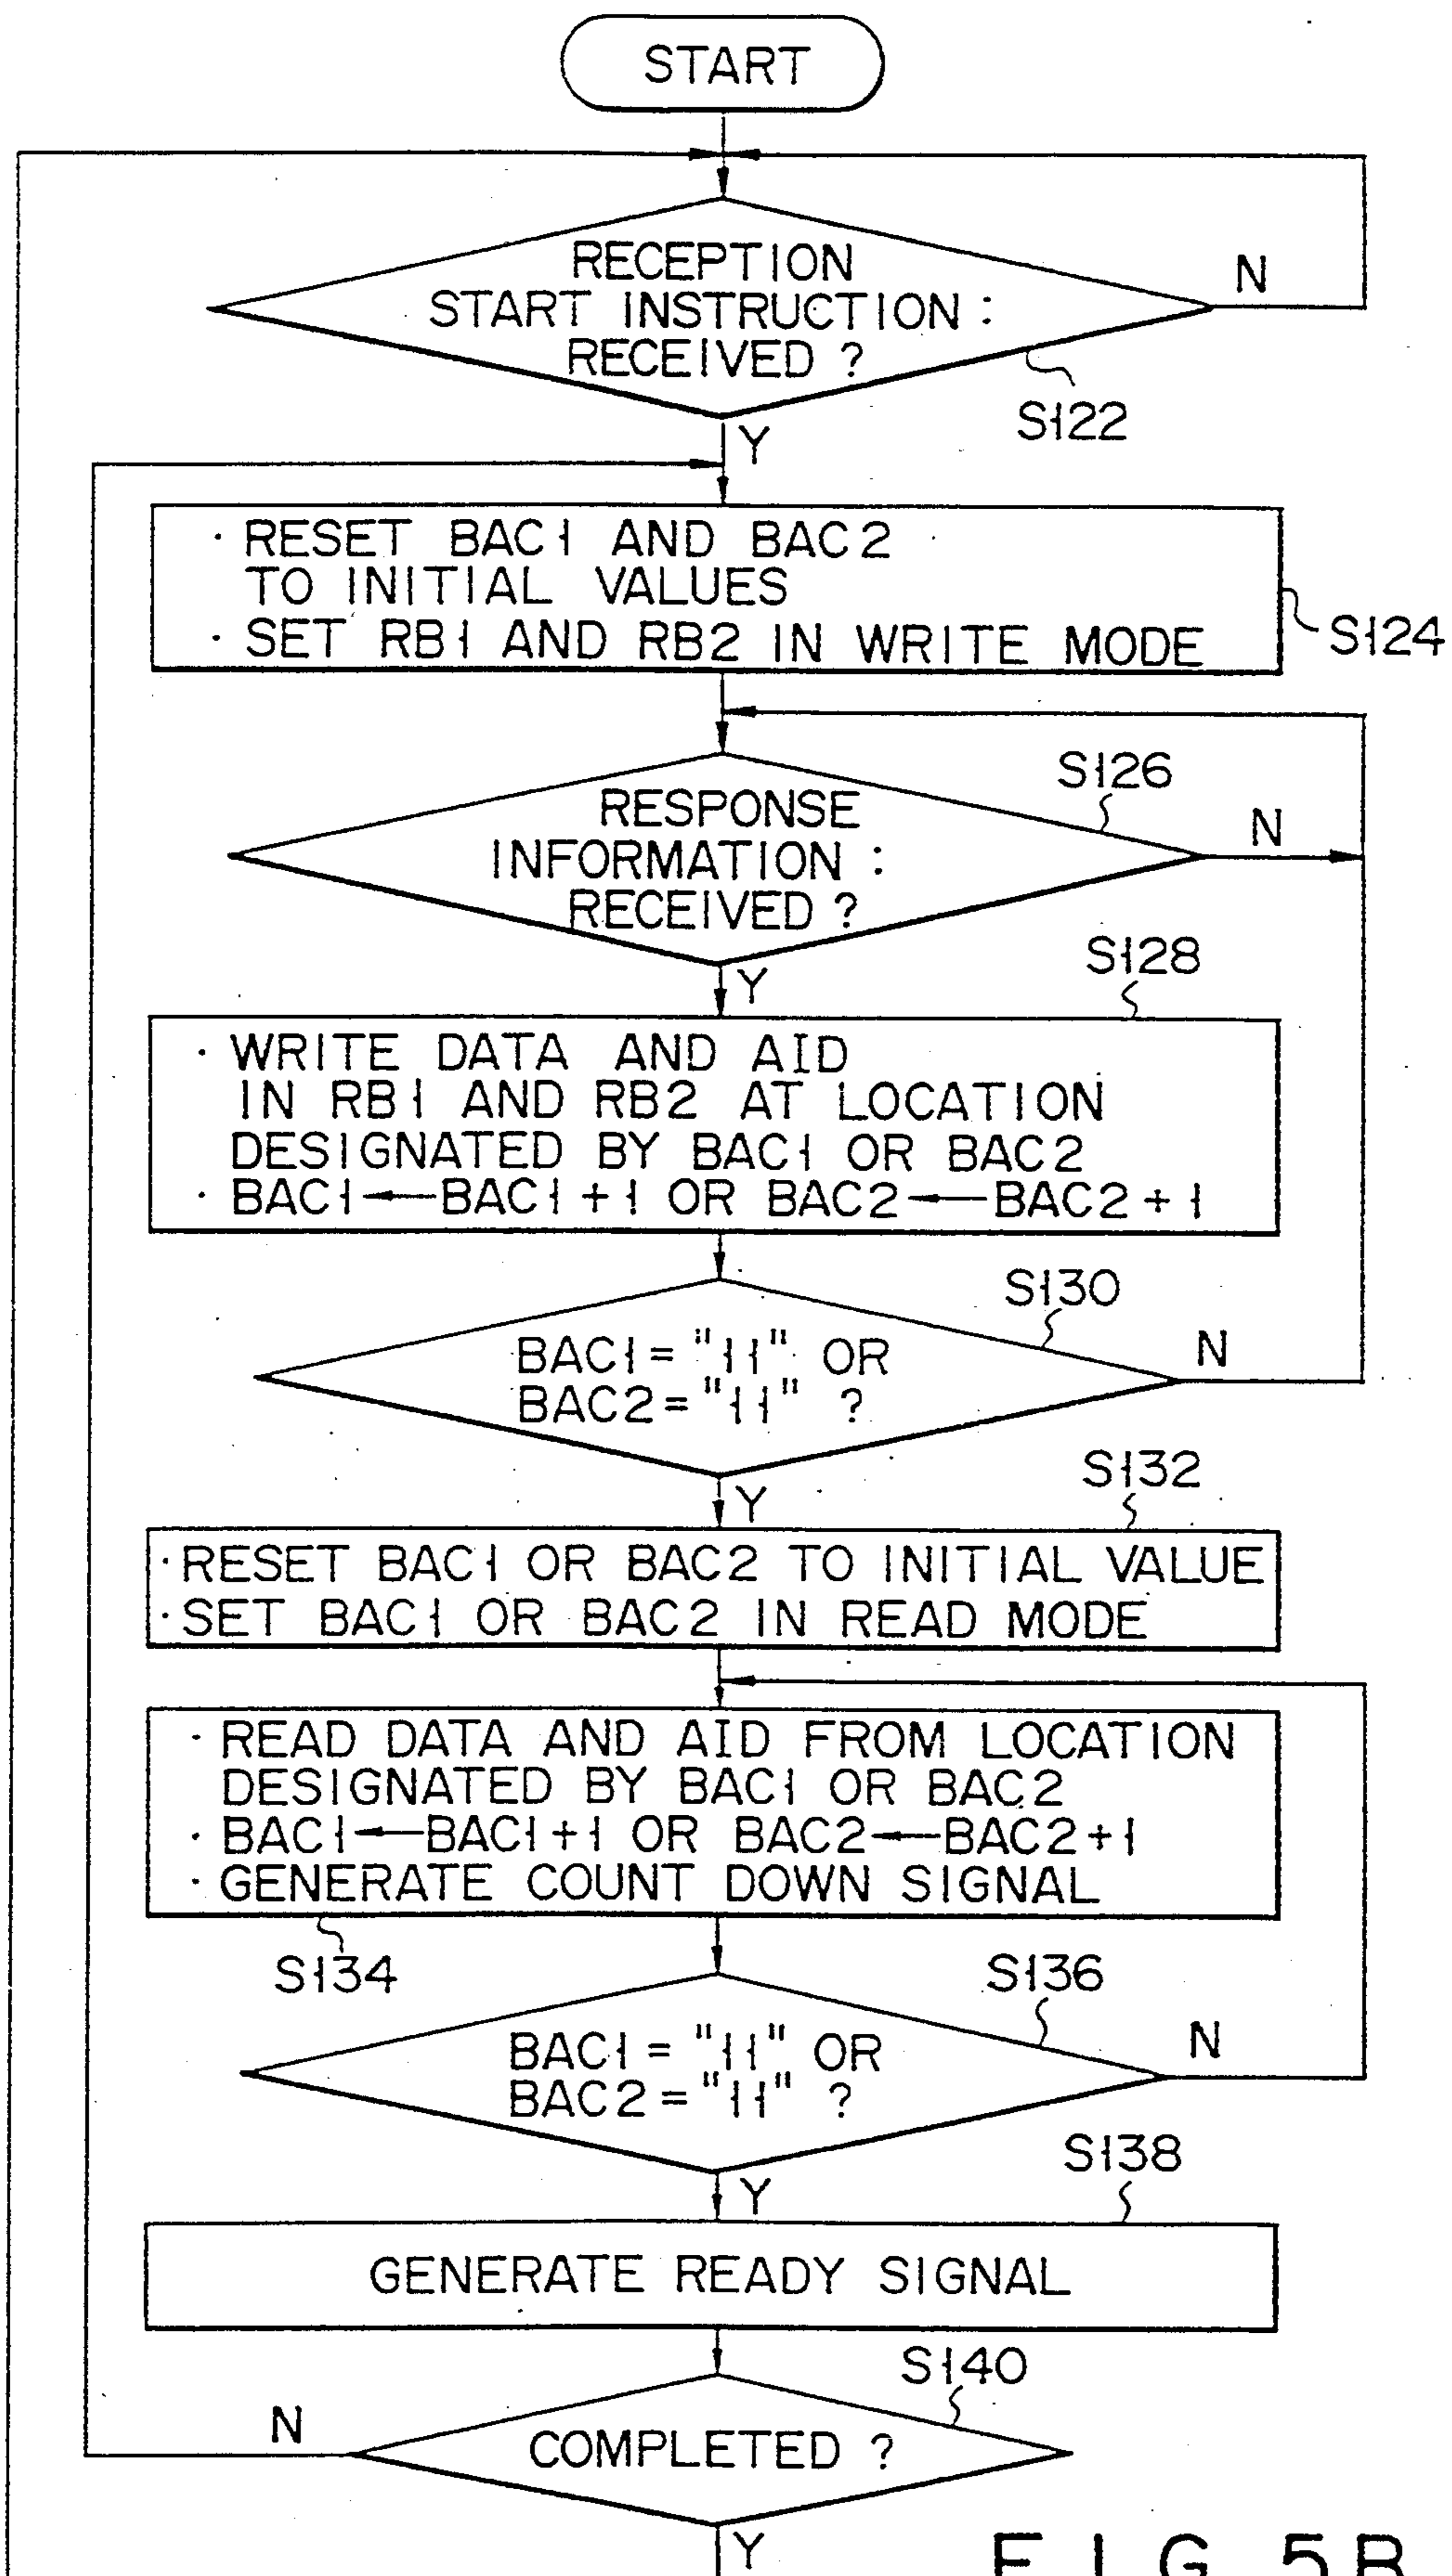 START
RECEPTION
START INSTRUCTION :
RECEIVED ?
N
S122
Y
· RESET BAC1 AND BAC2
TO INITIAL VALUES
· SET RB1 AND RB2 IN WRITE MODE
S124
S126
RESPONSE
INFORMATION :
RECEIVED ?
N
Y
S128
· WRITE DATA AND AID
IN RB1 AND RB2 AT LOCATION
DESIGNATED BY BAC1 OR BAC2
· BAC1←BAC1+1 OR BAC2←BAC2+1
S130
BAC1="11" OR
BAC2="11" ?
N
Y
S132
·RESET BAC1 OR BAC2 TO INITIAL VALUE
·SET BAC1 OR BAC2 IN READ MODE
· READ DATA AND AID FROM LOCATION
DESIGNATED BY BAC1 OR BAC2
· BAC1←BAC1+1 OR BAC2←BAC2+1
· GENERATE COUNT DOWN SIGNAL
S134
S136
BAC1="11" OR
BAC2="11" ?
N
Y
S138
GENERATE READY SIGNAL
S140
COMPLETED ?
N
Y
FIG. 5B